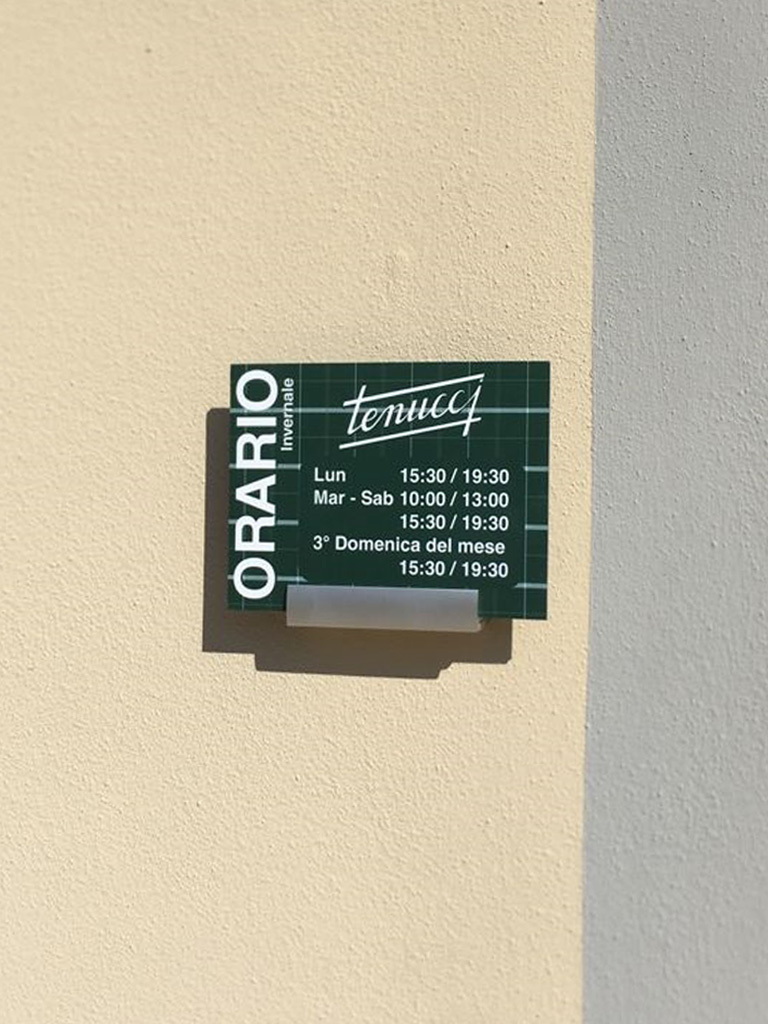 ORARIO
Invernale
tenucci
Lun 15:30 / 19:30
Mar - Sab 10:00 / 13:00
15:30 / 19:30
3° Domenica del mese
15:30 / 19:30